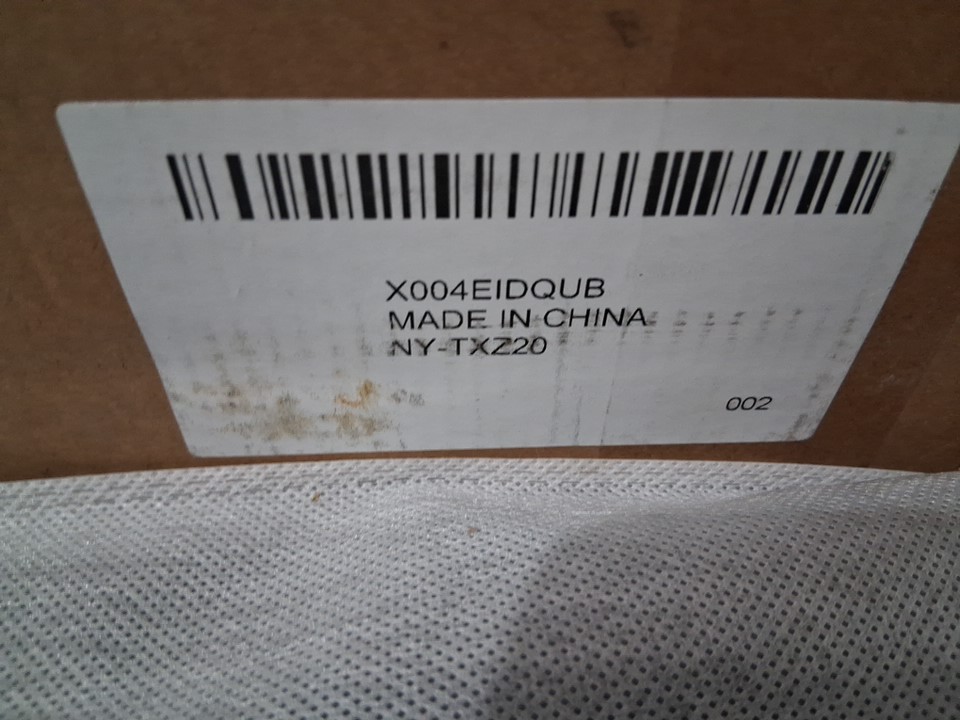 X004EIDQUB
MADE IN CHINA
NY-TXZ20
002